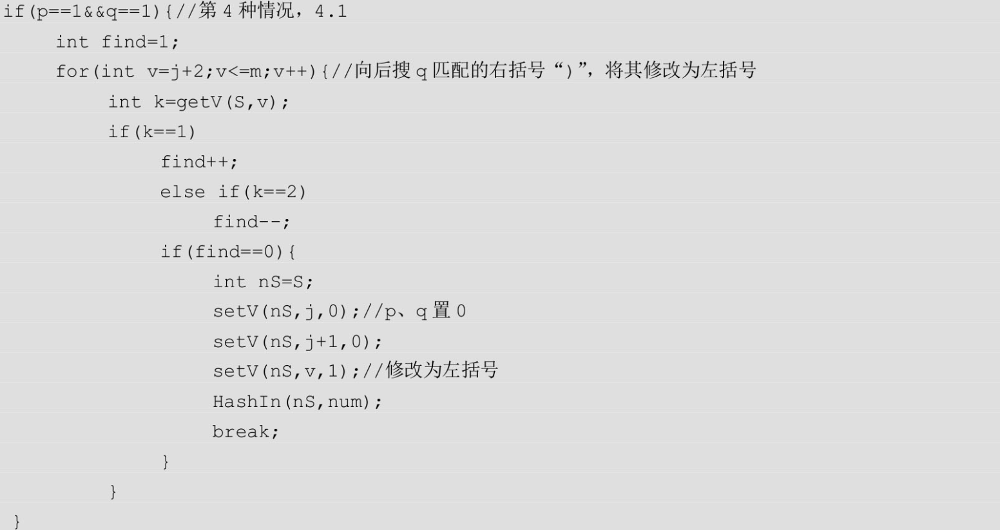 if(p==1&&q==1){//第 4 种情况，4.1
int find=1;
for(int v=j+2;v<=m;v++){//向后搜 q 匹配的右括号“)”，将其修改为左括号
int k=getV(S,v);
if(k==1)
find++;
else if(k==2)
find--;
if(find==0){
int nS=S;
setV(nS,j,0);//p、q 置 0
setV(nS,j+1,0);
setV(nS,v,1);//修改为左括号
HashIn(nS,num);
break;
}
}
}